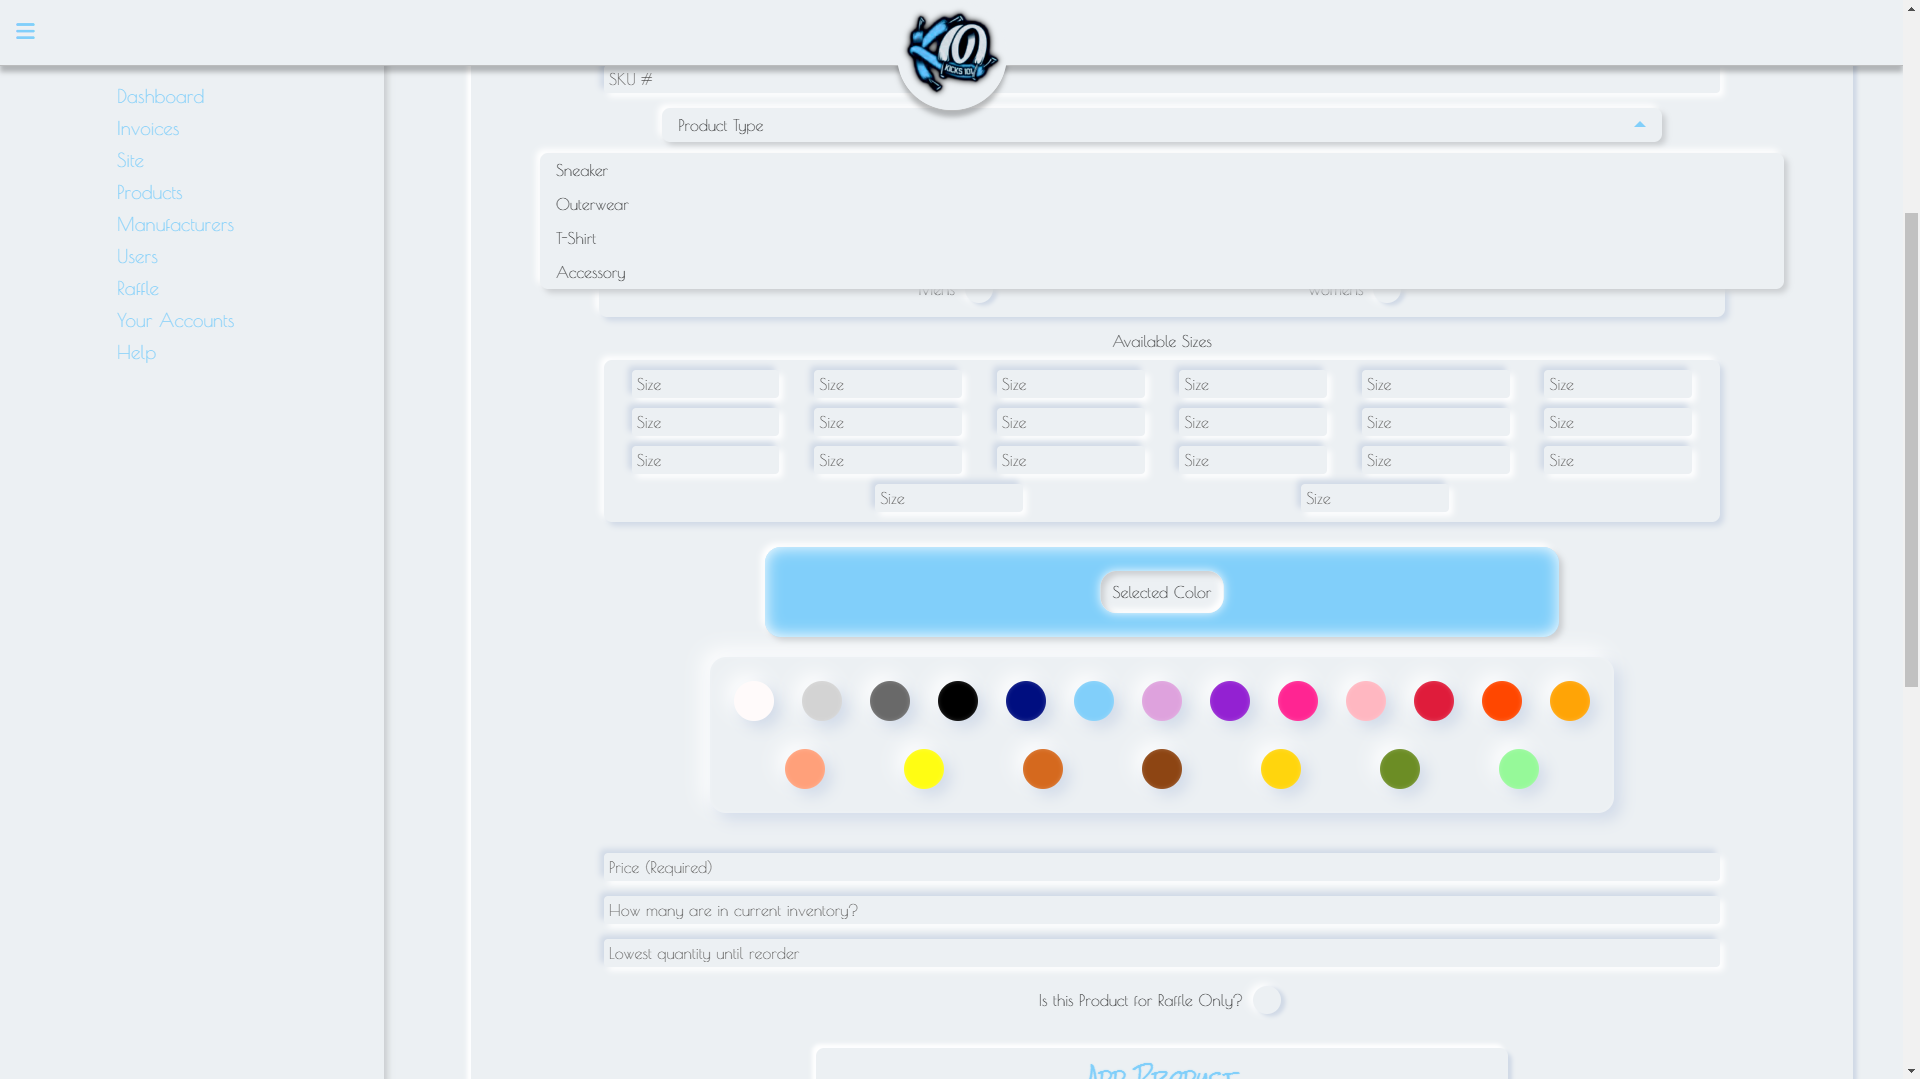 KO
KICKS 101
Dashboard
Invoices
Site
Products
Manufacturers
Users
Raffle
Your Accounts
Help
SKU #
Product Type
Sneaker
Outerwear
T-Shirt
Accessory
Mens Womens
Available Sizes
Size Size Size Size Size Size
Size Size Size Size Size Size
Size Size Size Size Size Size
Size Size
Selected Color
Price (Required)
How many are in current inventory?
Lowest quantity until reorder
Is this Product for Raffle Only?
Add Product